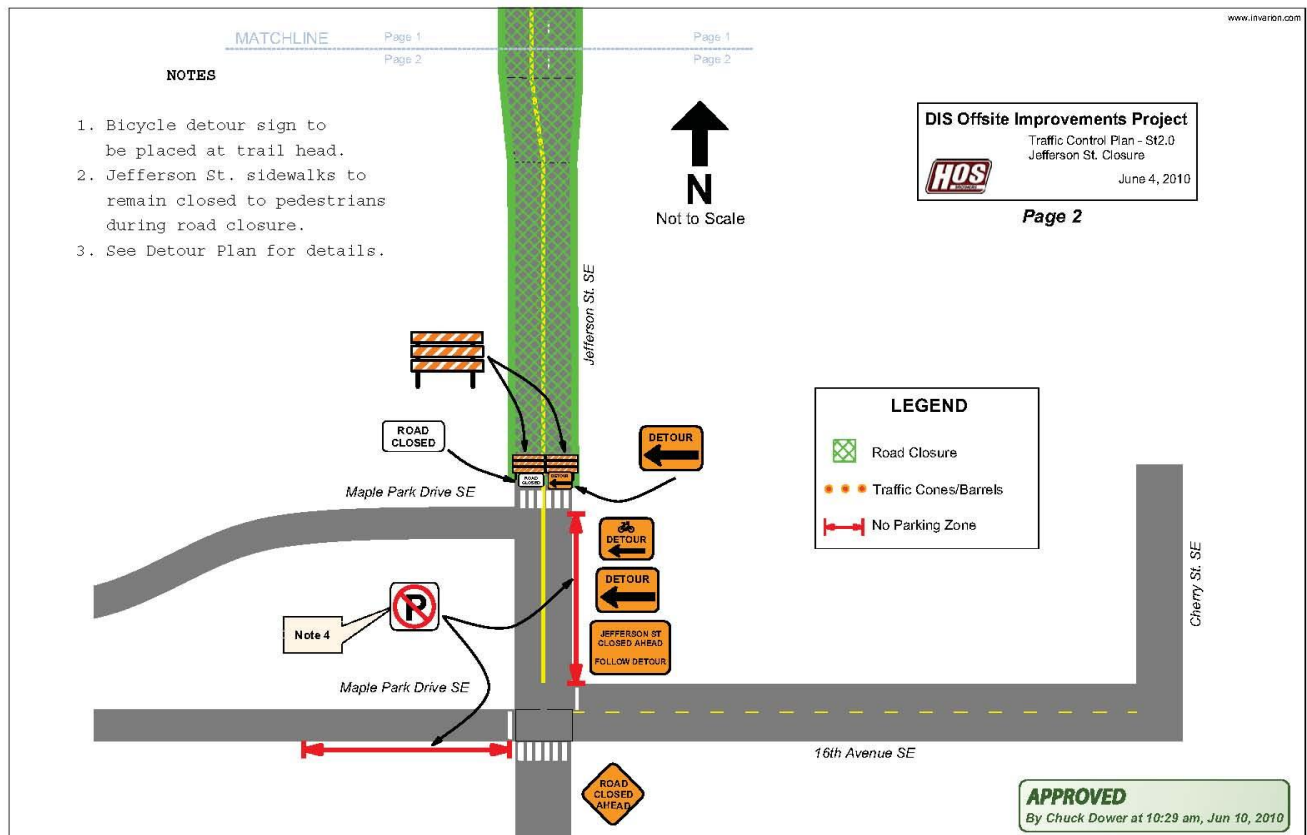 www.invarion.com
MATCHLINE
Page 1
Page 1
Page 2
Page 2
NOTES
1. Bicycle detour sign to
be placed at trail head.
2. Jefferson St. sidewalks to
remain closed to pedestrians
during road closure.
3. See Detour Plan for details.
N
Not to Scale
DIS Offsite Improvements Project
Traffic Control Plan - St2.0
Jefferson St. Closure
HOS
BROTHERS
June 4, 2010
Page 2
Jefferson St. SE
ROAD
CLOSED
DETOUR
ROAD
CLOSED
DETOUR
Maple Park Drive SE
LEGEND
Road Closure
Traffic Cones/Barrels
No Parking Zone
DETOUR
DETOUR
JEFFERSON ST
CLOSED AHEAD
FOLLOW DETOUR
P
Note 4
Maple Park Drive SE
Cherry St. SE
16th Avenue SE
ROAD
CLOSED
AHEAD
APPROVED
By Chuck Dower at 10:29 am, Jun 10, 2010